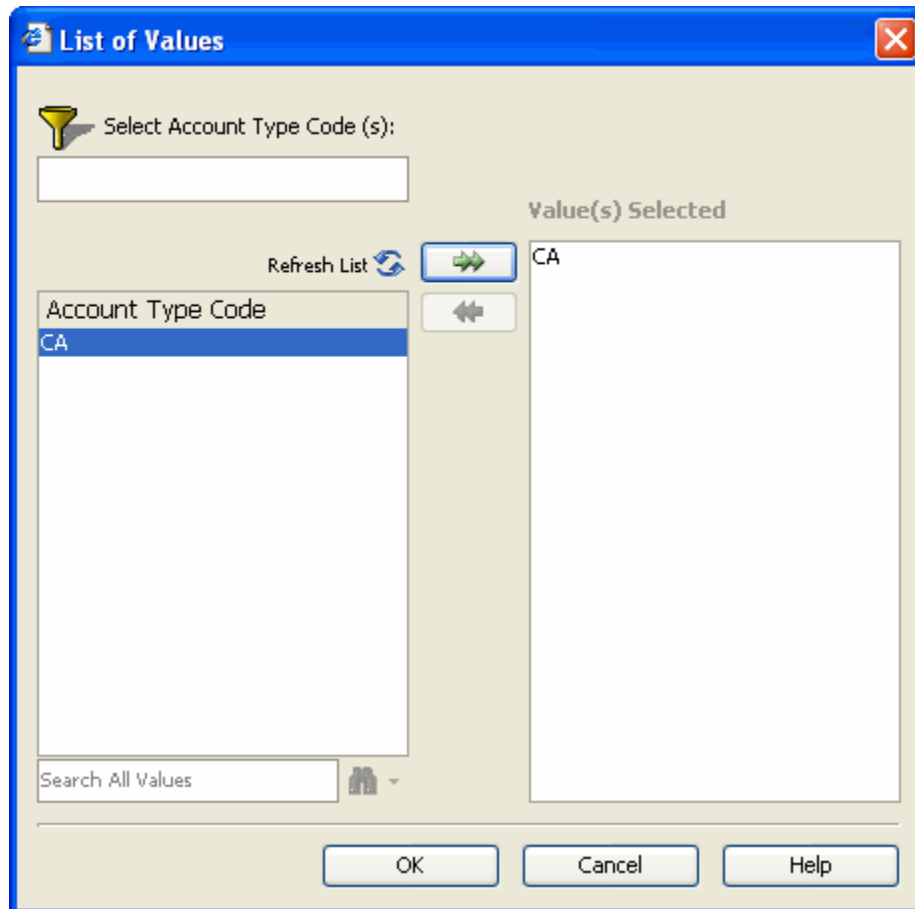 List of Values
Select Account Type Code (s):
Value(s) Selected
Refresh List
CA
Account Type Code
CA
Search All Values
OK
Cancel
Help